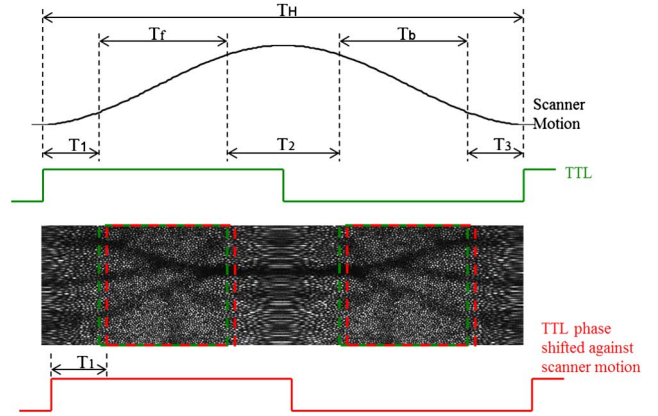 TH
Tf
Tb
Scanner
Motion
T1
T2
T3
TTL
TTL phase
shifted against
scanner motion
T1